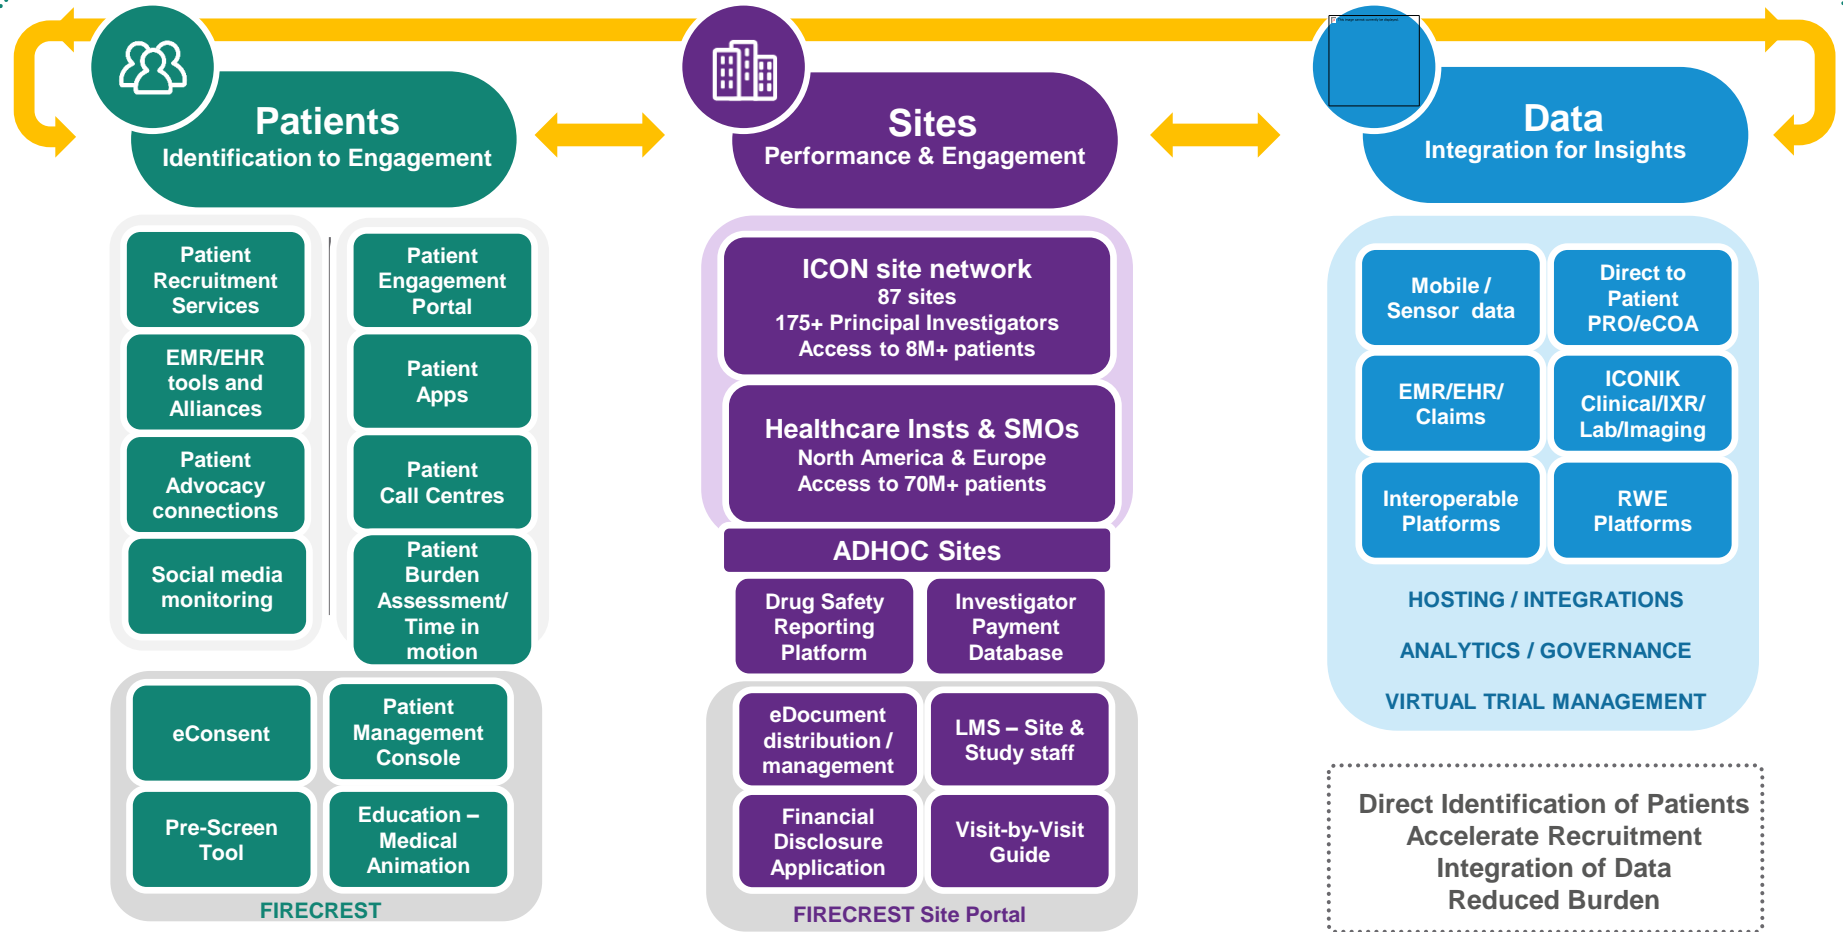 Patients
Identification to Engagement
Patient
Recruitment
Services
EMR/EHR
tools and
Alliances
Patient
Advocacy
connections
Social media
monitoring
Patient
Engagement
Portal
Patient
Apps
Patient
Call Centres
Patient
Burden
Assessment/
Time in
motion
eConsent
Patient
Management
Console
Pre-Screen
Tool
Education –
Medical
Animation
FIRECREST
Sites
Performance & Engagement
ICON site network
87 sites
175+ Principal Investigators
Access to 8M+ patients
Healthcare Insts & SMOs
North America & Europe
Access to 70M+ patients
ADHOC Sites
Drug Safety
Reporting
Platform
Investigator
Payment
Database
eDocument
distribution /
management
LMS – Site &
Study staff
Financial
Disclosure
Application
Visit-by-Visit
Guide
FIRECREST Site Portal
Data
Integration for Insights
Mobile /
Sensor data
Direct to
Patient
PRO/eCOA
EMR/EHR/
Claims
ICONIK
Clinical/IXR/
Lab/Imaging
Interoperable
Platforms
RWE
Platforms
HOSTING / INTEGRATIONS
ANALYTICS / GOVERNANCE
VIRTUAL TRIAL MANAGEMENT
Direct Identification of Patients
Accelerate Recruitment
Integration of Data
Reduced Burden